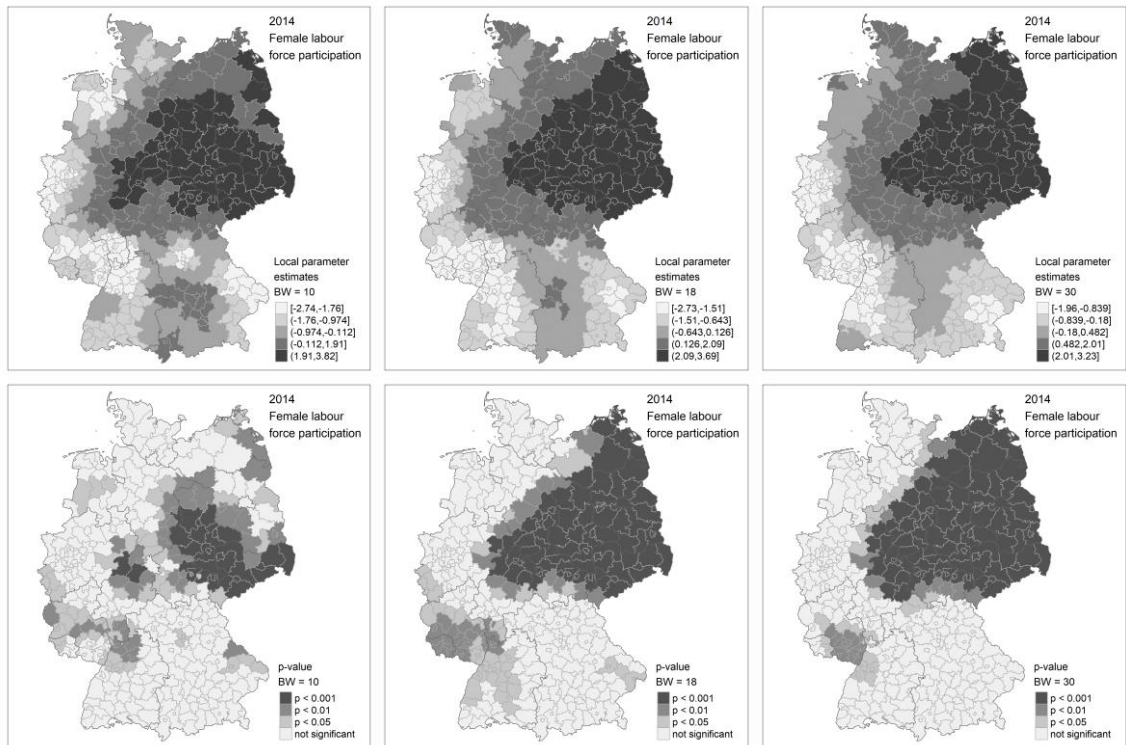 2014
Female labour
force participation
Local parameter
estimates
BW = 10
[-2.74,-1.76]
(-1.76,-0.974]
(-0.974,-0.112]
(-0.112,1.91]
(1.91,3.82]
2014
Female labour
force participation
Local parameter
estimates
BW = 18
[-2.73,-1.51]
(-1.51,-0.643]
(-0.643,0.126]
(0.126,2.09]
(2.09,3.69]
2014
Female labour
force participation
Local parameter
estimates
BW = 30
[-1.96,-0.839]
(-0.839,-0.18]
(-0.18,0.482]
(0.482,2.01]
(2.01,3.23]
2014
Female labour
force participation
p-value
BW = 10
p < 0.001
p < 0.01
p < 0.05
not significant
2014
Female labour
force participation
p-value
BW = 18
p < 0.001
p < 0.01
p < 0.05
not significant
2014
Female labour
force participation
p-value
BW = 30
p < 0.001
p < 0.01
p < 0.05
not significant